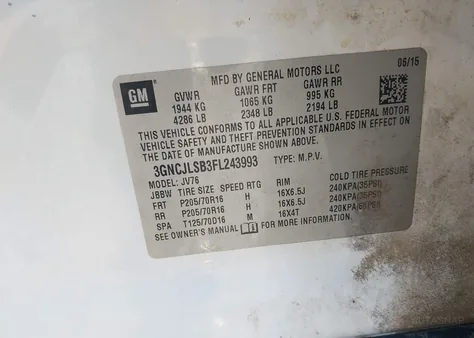 GM
MFD BY GENERAL MOTORS LLC 06/15
GVWR GAWR FRT GAWR RR
1944 KG 1065 KG 995 KG
4286 LB 2348 LB 2194 LB
THIS VEHICLE CONFORMS TO ALL APPLICABLE U.S. FEDERAL MOTOR
VEHICLE SAFETY AND THEFT PREVENTION STANDARDS IN EFFECT ON
THE DATE OF MANUFACTURE SHOWN ABOVE.
3GNCJLSB3FL243993 TYPE: M.P.V.
MODEL: JV76
JBBW TIRE SIZE SPEED RTG RIM COLD TIRE PRESSURE
FRT P205/70R16 H 16X6.5J 240KPA(35PSI)
RR P205/70R16 H 16X6.5J 240KPA(35PSI)
SPA T125/70D16 M 16X4T 420KPA(60PSI)
SEE OWNER'S MANUAL FOR MORE INFORMATION.